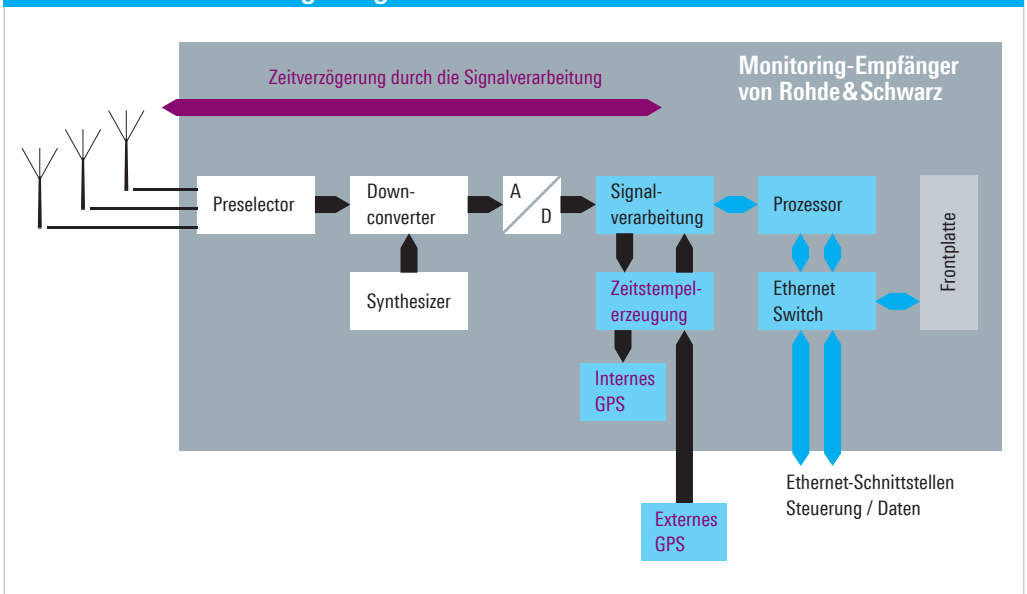 Zeitverzögerung durch die Signalverarbeitung
Monitoring-Empfänger
von Rohde&Schwarz
Preselector
Down-
converter
A
D
Signal-
verarbeitung
Prozessor
Synthesizer
Zeitstempel-
erzeugung
Ethernet
Switch
Frontplatte
Internes
GPS
Ethernet-Schnittstellen
Steuerung / Daten
Externes
GPS